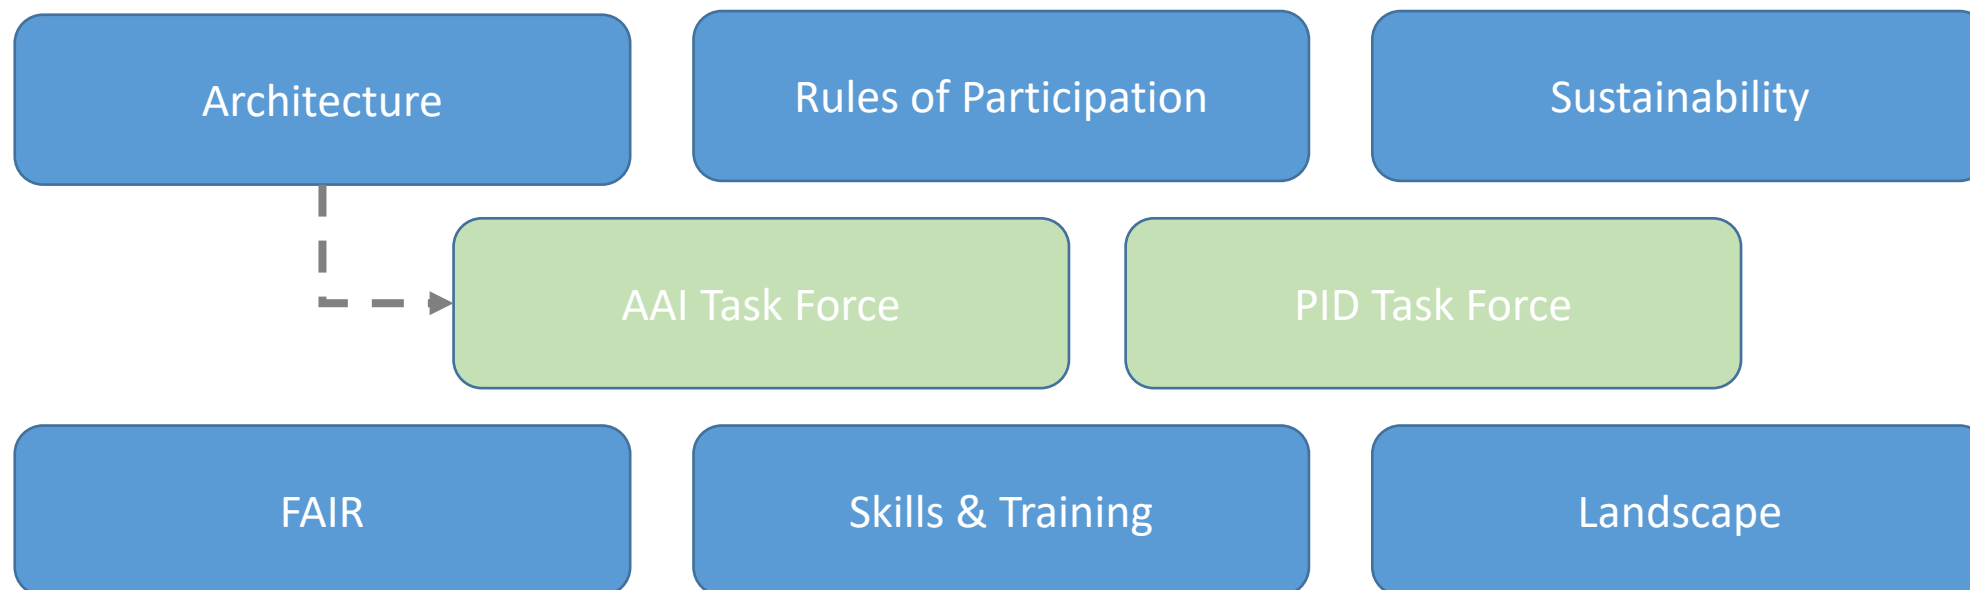 Architecture
Rules of Participation
Sustainability
AAI Task Force
PID Task Force
FAIR
Skills & Training
Landscape